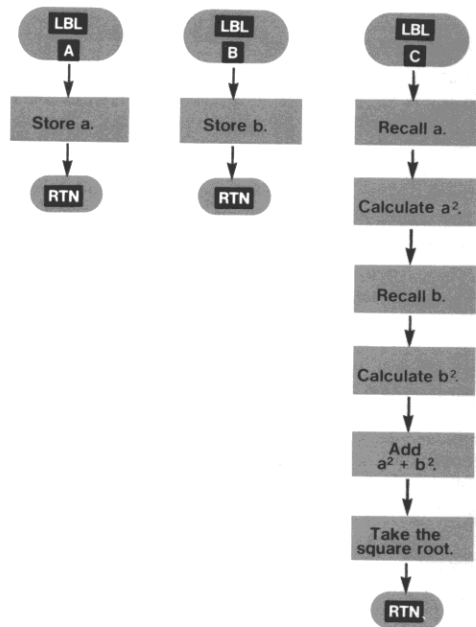 LBL
A
Store a.
RTN
LBL
B
Store b.
RTN
LBL
C
Recall a.
Calculate a².
Recall b.
Calculate b².
Add
a² + b².
Take the
square root.
RTN